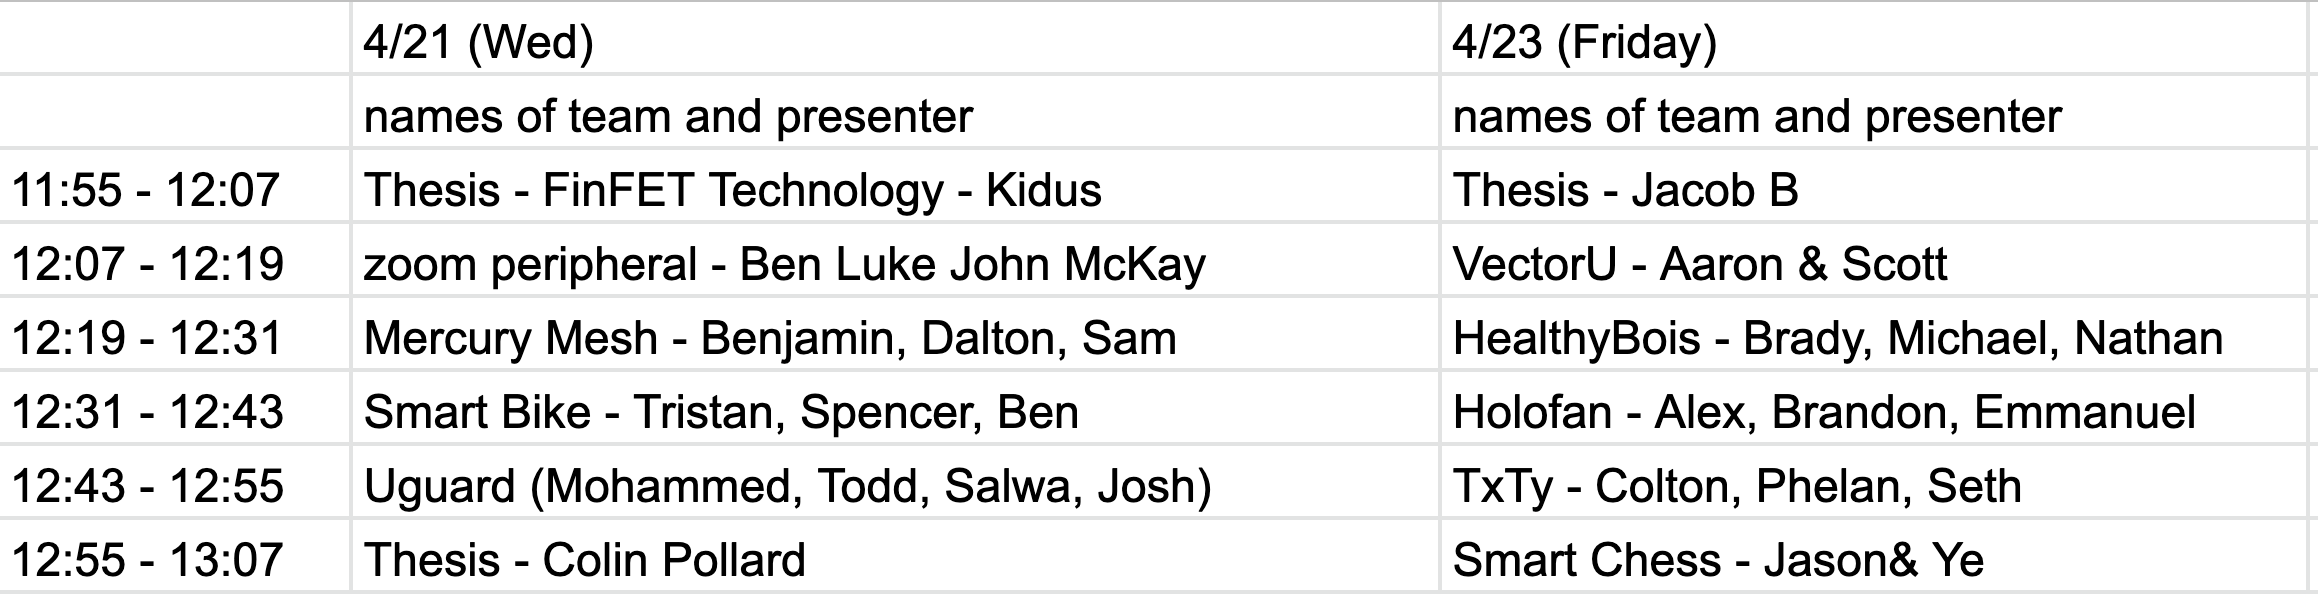 4/21 (Wed) 4/23 (Friday)
names of team and presenter names of team and presenter
11:55 - 12:07 Thesis - FinFET Technology - Kidus Thesis - Jacob B
12:07 - 12:19 zoom peripheral - Ben Luke John McKay VectorU - Aaron & Scott
12:19 - 12:31 Mercury Mesh - Benjamin, Dalton, Sam HealthyBois - Brady, Michael, Nathan
12:31 - 12:43 Smart Bike - Tristan, Spencer, Ben Holofan - Alex, Brandon, Emmanuel
12:43 - 12:55 Uguard (Mohammed, Todd, Salwa, Josh) TxTy - Colton, Phelan, Seth
12:55 - 13:07 Thesis - Colin Pollard Smart Chess - Jason& Ye